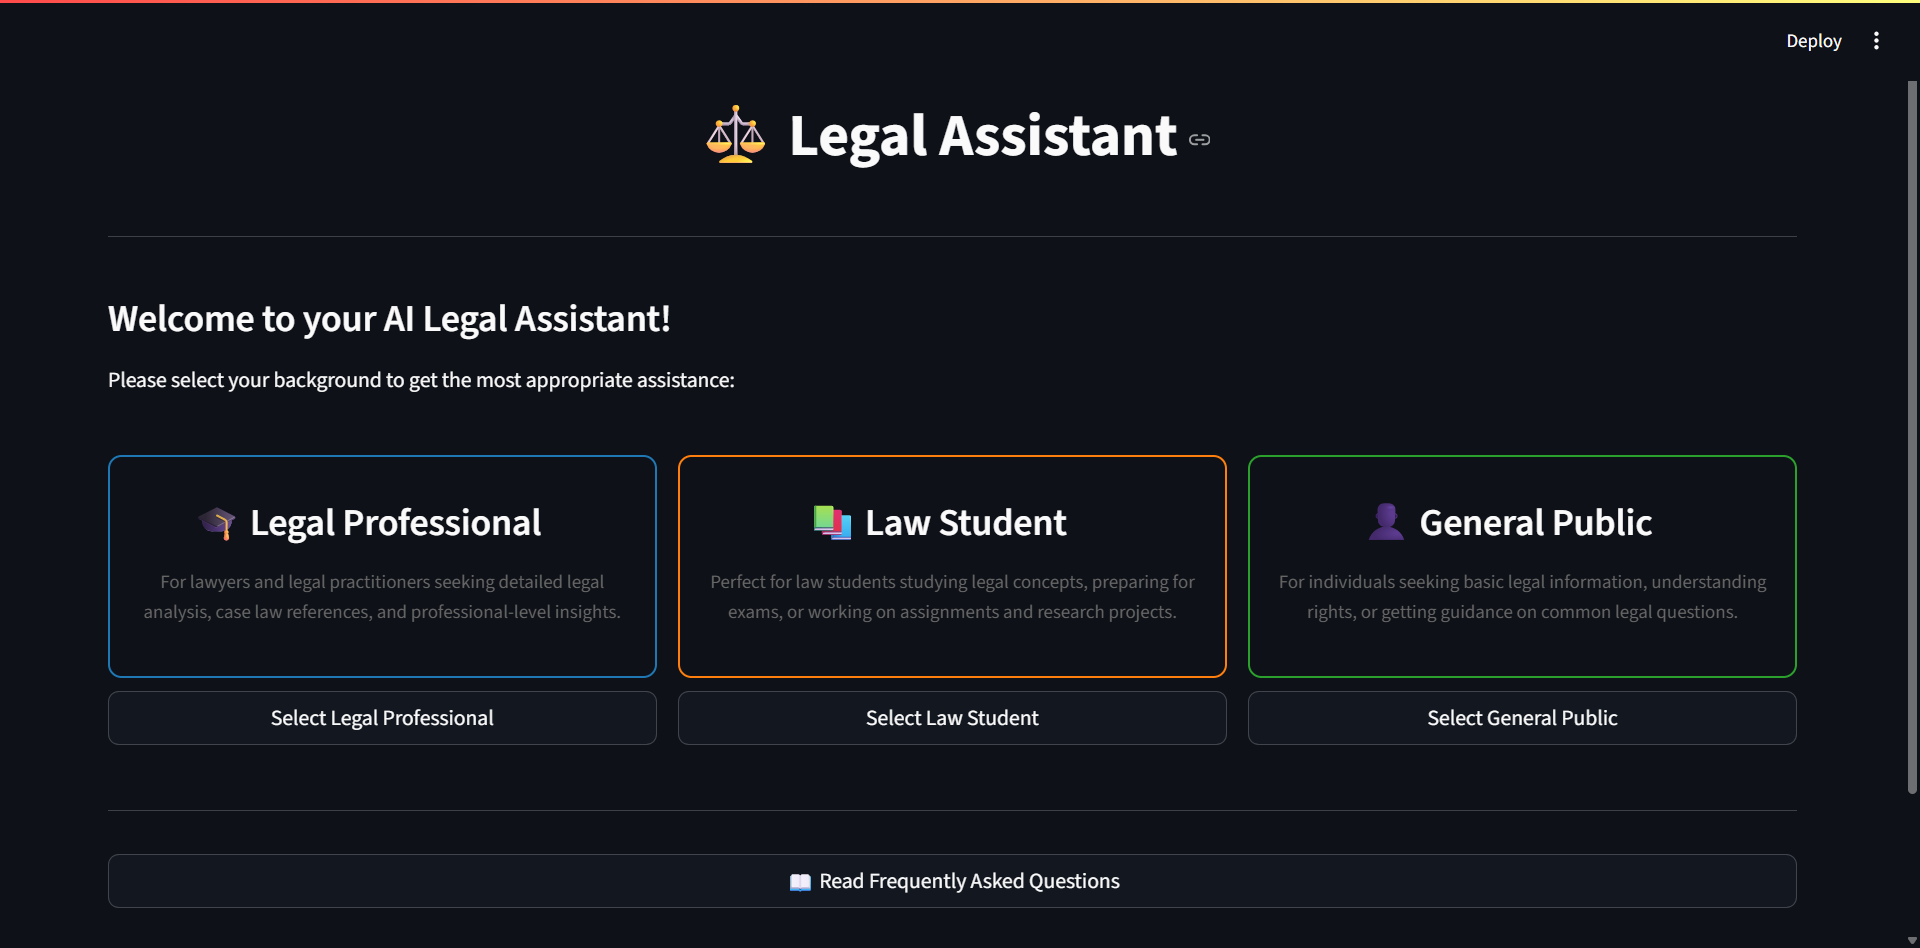 Deploy
Legal Assistant
Welcome to your AI Legal Assistant!
Please select your background to get the most appropriate assistance:
Legal Professional
For lawyers and legal practitioners seeking detailed legal
analysis, case law references, and professional-level insights.
Select Legal Professional
Law Student
Perfect for law students studying legal concepts, preparing for
exams, or working on assignments and research projects.
Select Law Student
General Public
For individuals seeking basic legal information, understanding
rights, or getting guidance on common legal questions.
Select General Public
Read Frequently Asked Questions